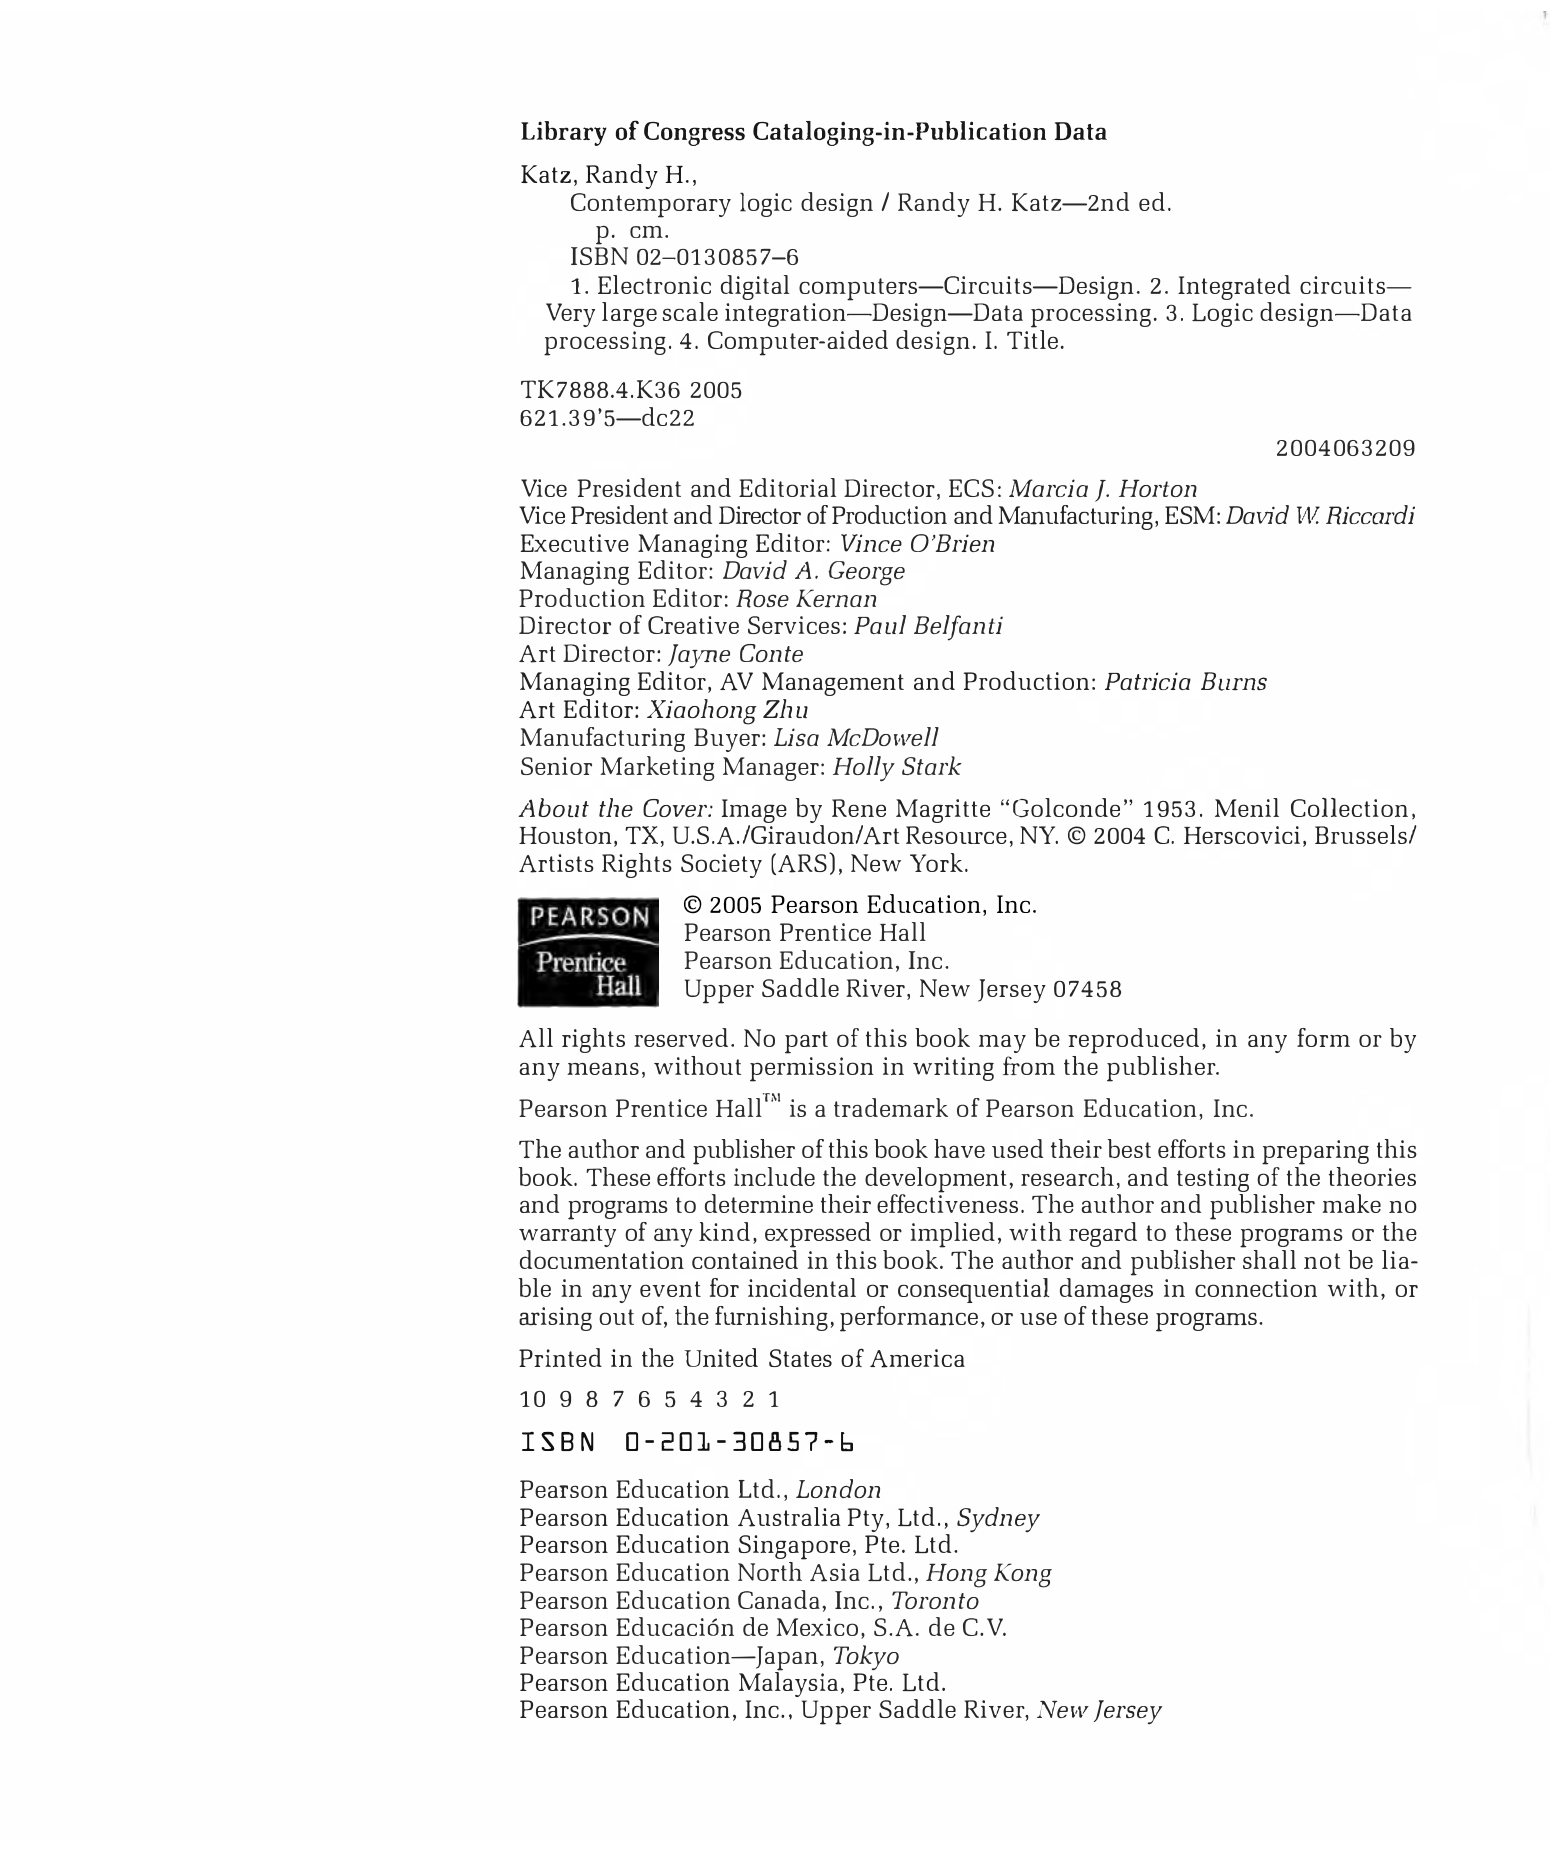 Library of Congress Cataloging-in-Publication Data
Katz, Randy H.,
Contemporary logic design / Randy H. Katz—2nd ed.
p. cm.
ISBN 02–0130857–6
1. Electronic digital computers—Circuits—Design. 2. Integrated circuits—
Very large scale integration—Design—Data processing. 3. Logic design—Data
processing. 4. Computer-aided design. I. Title.
TK7888.4.K36 2005
621.39’5—dc22
2004063209
Vice President and Editorial Director, ECS: Marcia J. Horton
Vice President and Director of Production and Manufacturing, ESM: David W. Riccardi
Executive Managing Editor: Vince O’Brien
Managing Editor: David A. George
Production Editor: Rose Kernan
Director of Creative Services: Paul Belfanti
Art Director: Jayne Conte
Managing Editor, AV Management and Production: Patricia Burns
Art Editor: Xiaohong Zhu
Manufacturing Buyer: Lisa McDowell
Senior Marketing Manager: Holly Stark
About the Cover: Image by Rene Magritte “Golconde” 1953. Menil Collection,
Houston, TX, U.S.A./Giraudon/Art Resource, NY. © 2004 C. Herscovici, Brussels/
Artists Rights Society (ARS), New York.
PEARSON
Prentice
Hall
© 2005 Pearson Education, Inc.
Pearson Prentice Hall
Pearson Education, Inc.
Upper Saddle River, New Jersey 07458
All rights reserved. No part of this book may be reproduced, in any form or by
any means, without permission in writing from the publisher.
Pearson Prentice Hall™ is a trademark of Pearson Education, Inc.
The author and publisher of this book have used their best efforts in preparing this
book. These efforts include the development, research, and testing of the theories
and programs to determine their effectiveness. The author and publisher make no
warranty of any kind, expressed or implied, with regard to these programs or the
documentation contained in this book. The author and publisher shall not be lia-
ble in any event for incidental or consequential damages in connection with, or
arising out of, the furnishing, performance, or use of these programs.
Printed in the United States of America
10 9 8 7 6 5 4 3 2 1
ISBN 0-201-30857-6
Pearson Education Ltd., London
Pearson Education Australia Pty, Ltd., Sydney
Pearson Education Singapore, Pte. Ltd.
Pearson Education North Asia Ltd., Hong Kong
Pearson Education Canada, Inc., Toronto
Pearson Educación de Mexico, S.A. de C.V.
Pearson Education—Japan, Tokyo
Pearson Education Malaysia, Pte. Ltd.
Pearson Education, Inc., Upper Saddle River, New Jersey